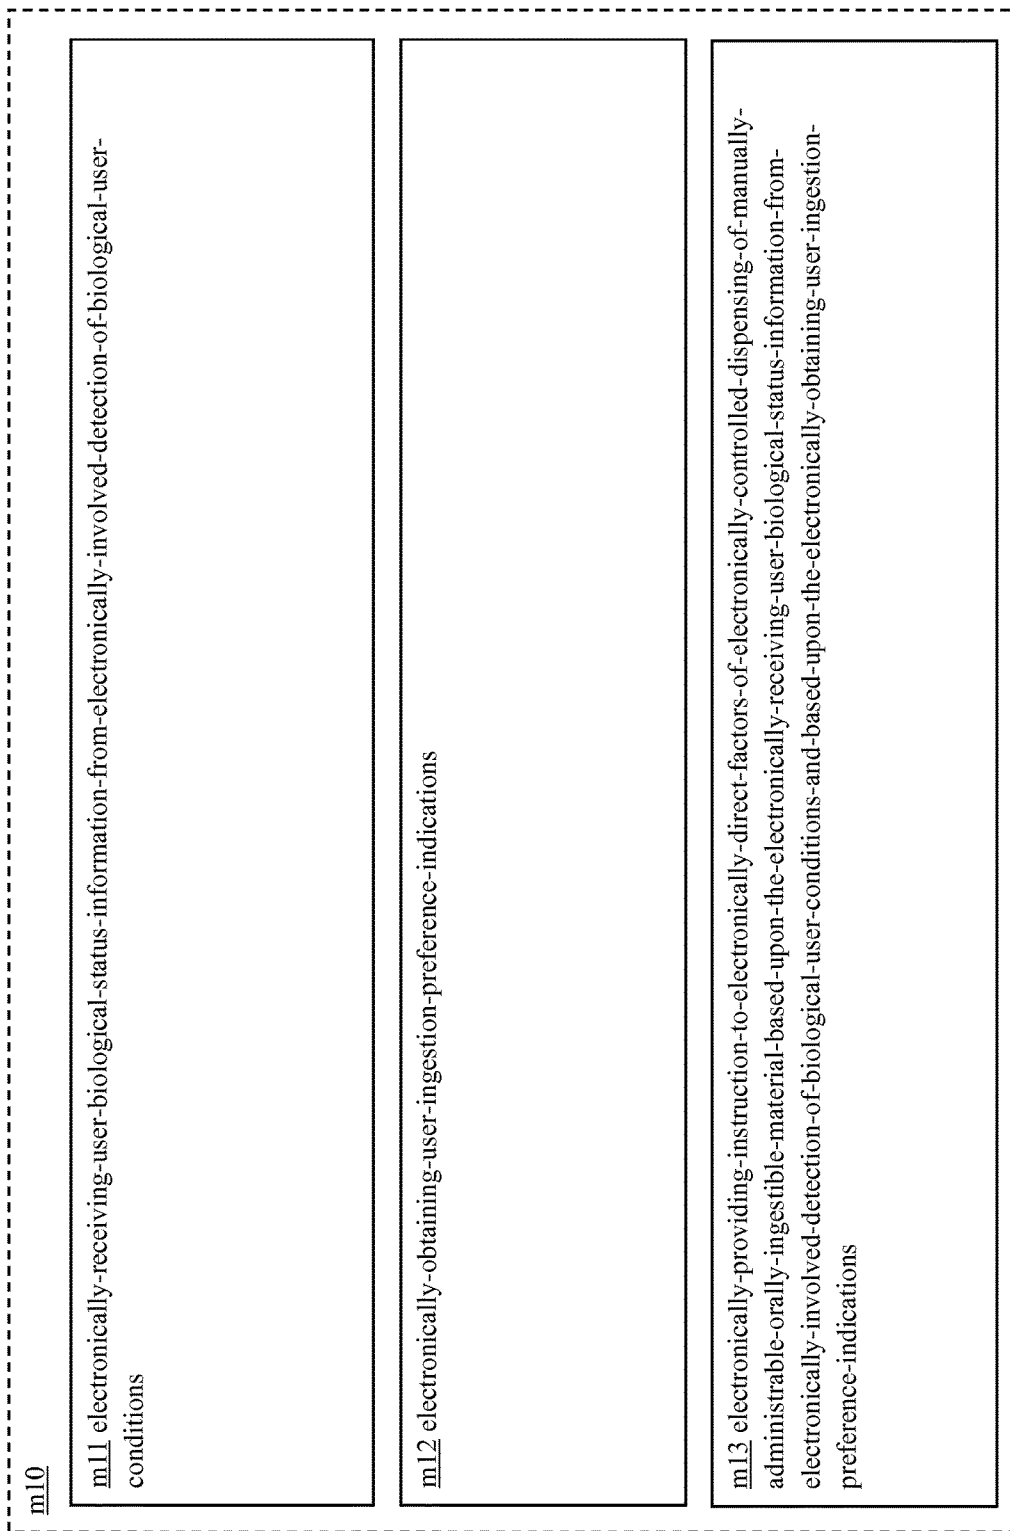 m10
m11 electronically-receiving-user-biological-status-information-from-electronically-involved-detection-of-biological-user-
conditions
m12 electronically-obtaining-user-ingestion-preference-indications
m13 electronically-providing-instruction-to-electronically-direct-factors-of-electronically-controlled-dispensing-of-manually-
administrable-orally-ingestible-material-based-upon-the-electronically-receiving-user-biological-status-information-from-
electronically-involved-detection-of-biological-user-conditions-and-based-upon-the-electronically-obtaining-user-ingestion-
preference-indications